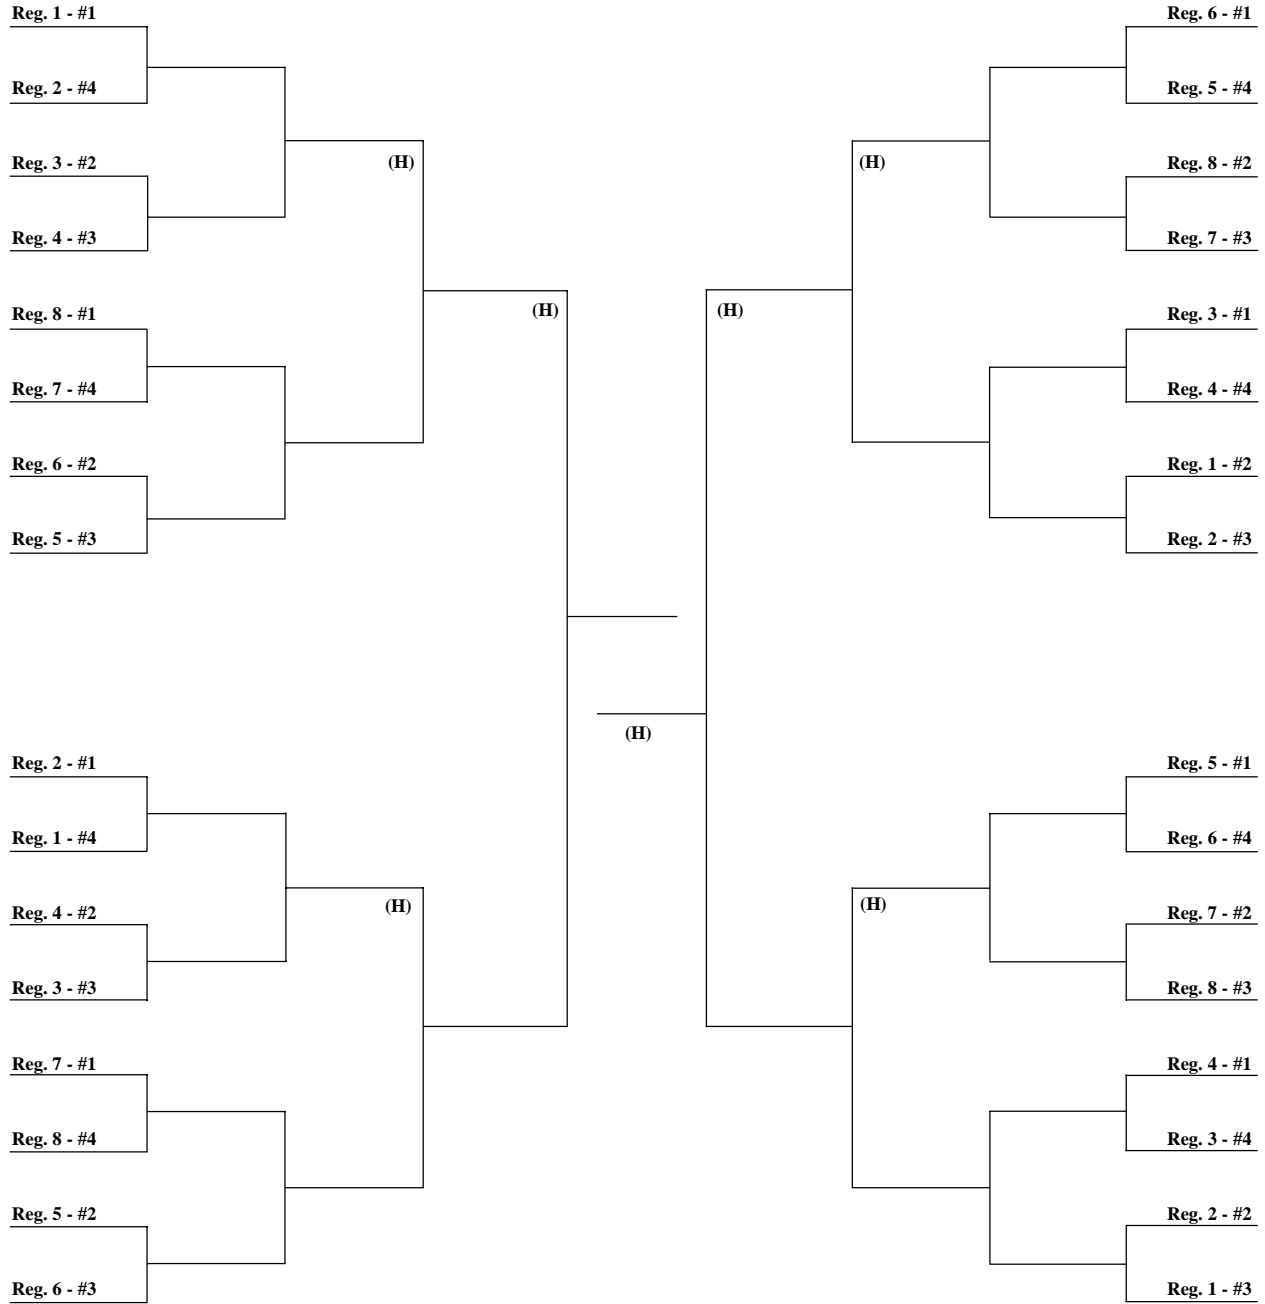 Reg. 1 - #1
Reg. 2 - #4
Reg. 3 - #2
(H)
Reg. 4 - #3
Reg. 8 - #1
(H)
Reg. 7 - #4
Reg. 6 - #2
Reg. 5 - #3
Reg. 2 - #1
Reg. 1 - #4
Reg. 4 - #2
(H)
Reg. 3 - #3
Reg. 7 - #1
Reg. 8 - #4
Reg. 5 - #2
Reg. 6 - #3
(H)
Reg. 6 - #1
Reg. 5 - #4
(H)
Reg. 8 - #2
Reg. 7 - #3
(H)
Reg. 3 - #1
Reg. 4 - #4
Reg. 1 - #2
Reg. 2 - #3
Reg. 5 - #1
Reg. 6 - #4
(H)
Reg. 7 - #2
Reg. 8 - #3
Reg. 4 - #1
Reg. 3 - #4
Reg. 2 - #2
Reg. 1 - #3